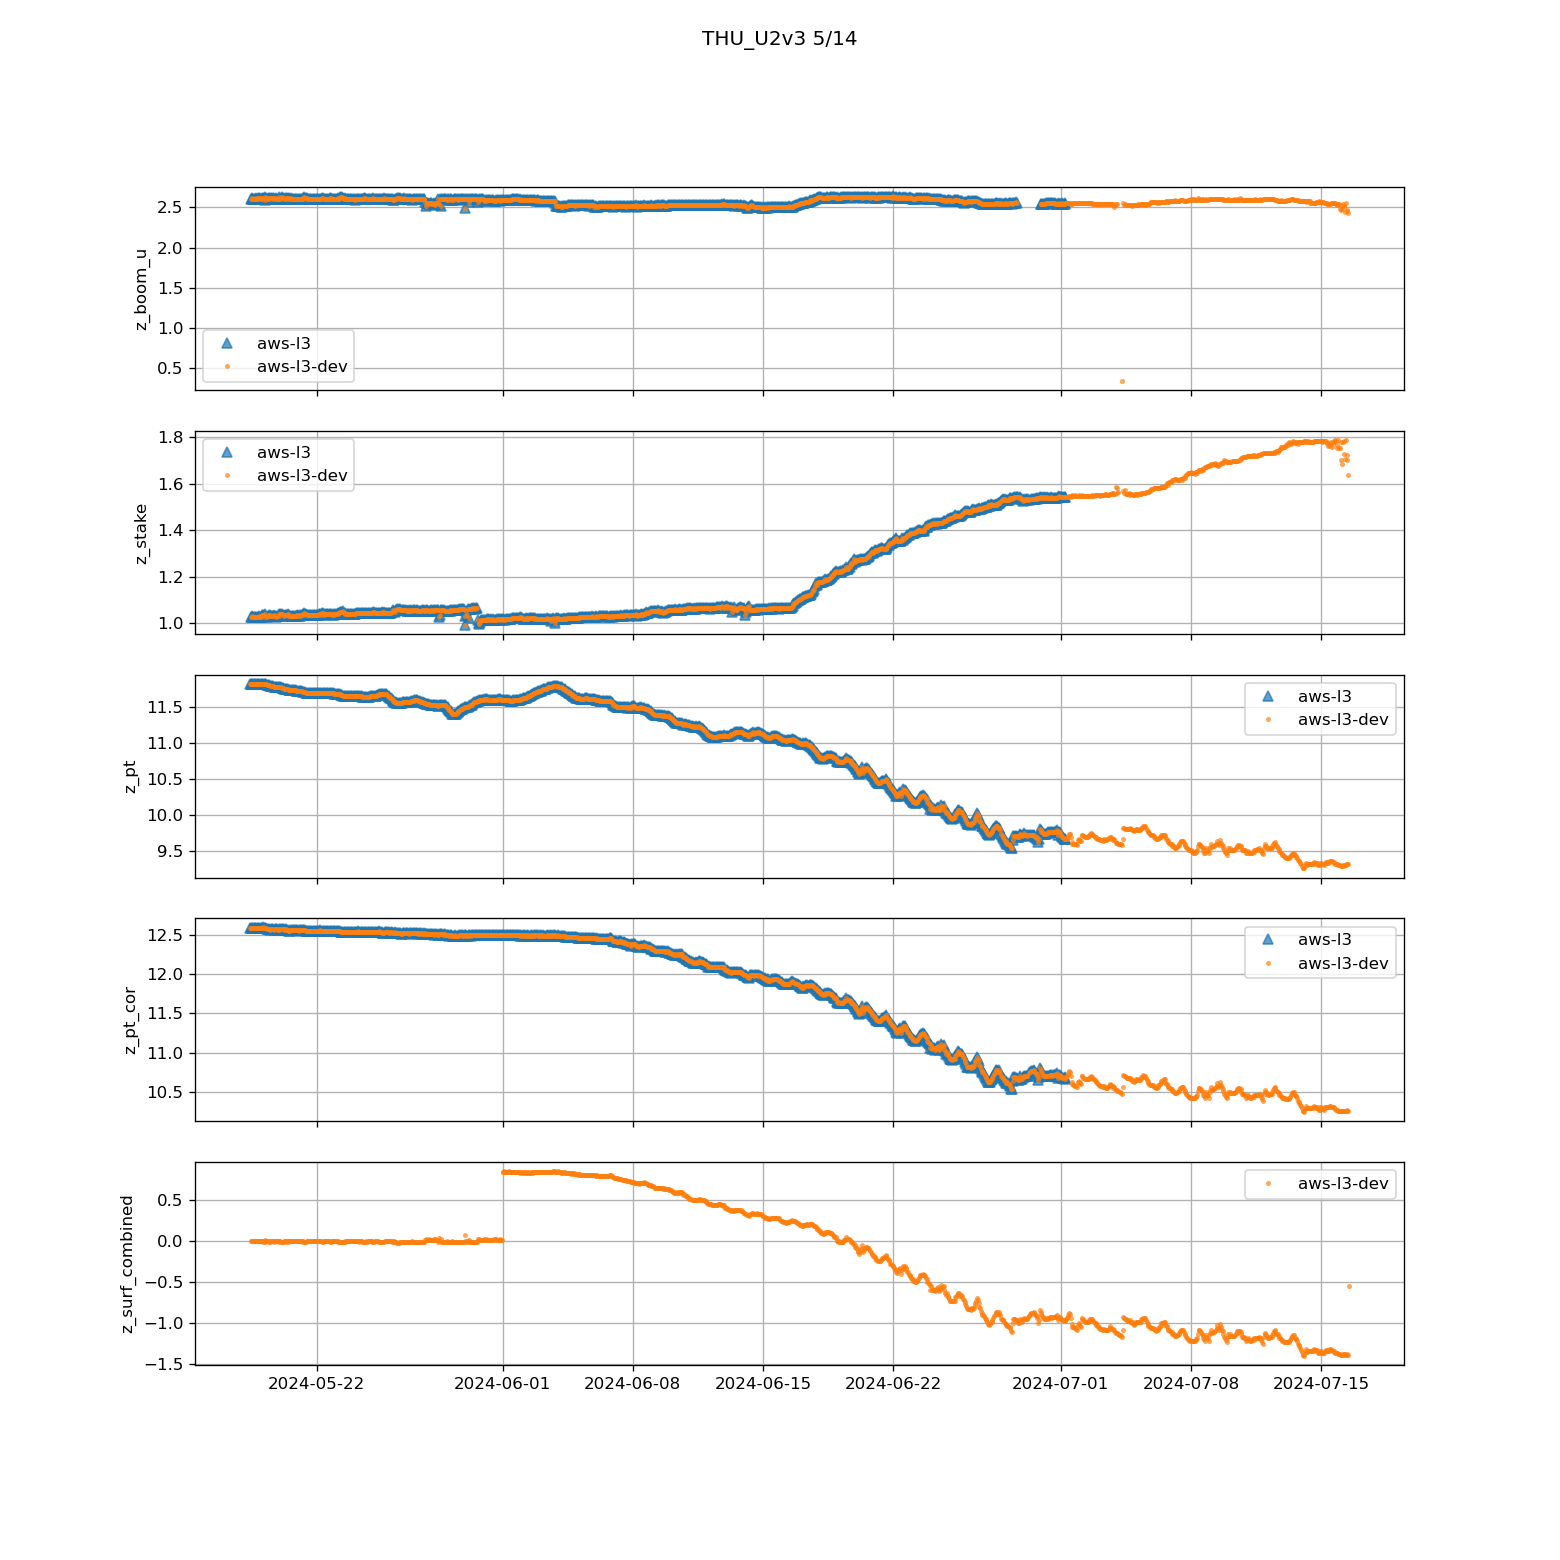 THU_U2v3 5/14
z_boom_u
2.5
2.0
1.5
1.0
0.5
aws-l3
aws-l3-dev
z_stake
1.8
1.6
1.4
1.2
1.0
aws-l3
aws-l3-dev
z_pt
11.5
11.0
10.5
10.0
9.5
aws-l3
aws-l3-dev
z_pt_cor
12.5
12.0
11.5
11.0
10.5
aws-l3
aws-l3-dev
z_surf_combined
0.5
0.0
−0.5
−1.0
−1.5
aws-l3-dev
2024-05-22 2024-06-01 2024-06-08 2024-06-15 2024-06-22 2024-07-01 2024-07-08 2024-07-15